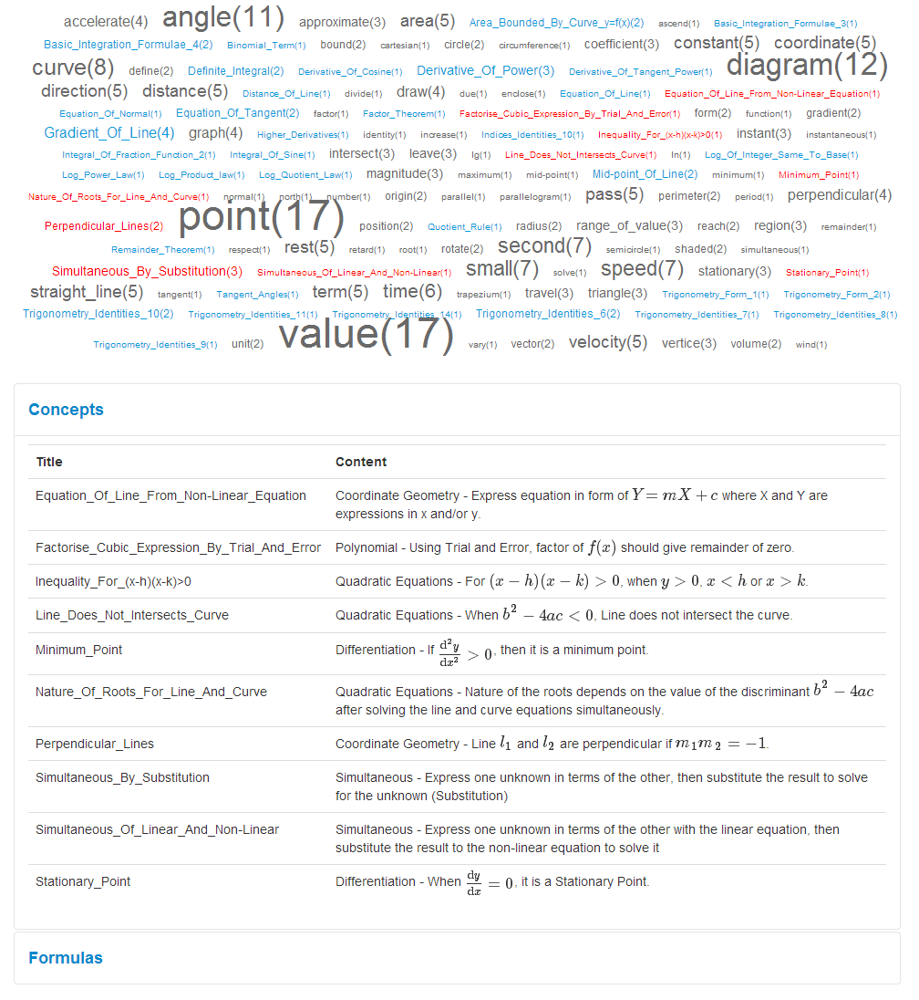 accelerate(4) angle(11) approximate(3) area(5) Area_Bounded_By_Curve_y=f(x)(2) ascend(1) Basic_Integration_Formulae_3(1)
Basic_Integration_Formulae_4(2) Binomial_Term(1) bound(2) cartesian(1) circle(2) circumference(1) coefficient(3) constant(5) coordinate(5)
curve(8) define(2) Definite_Integral(2) Derivative_Of_Cosine(1) Derivative_Of_Power(3) Derivative_Of_Tangent_Power(1) diagram(12)
direction(5) distance(5) Distance_Of_Line(1) divide(1) draw(4) due(1) enclose(1) Equation_Of_Line(1) Equation_Of_Line_From_Non-Linear_Equation(1)
Equation_Of_Normal(1) Equation_Of_Tangent(2) factor(1) Factor_Theorem(1) Factorise_Cubic_Expression_By_Trial_And_Error(1) form(2) function(1) gradient(2)
Gradient_Of_Line(4) graph(4) Higher_Derivatives(1) identity(1) increase(1) Indices_Identities_10(1) Inequality_For_(x-h)(x-k)>0(1) instant(3) instantaneous(1)
Integral_Of_Fraction_Function_2(1) Integral_Of_Sine(1) intersect(3) leave(3) lg(1) Line_Does_Not_Intersects_Curve(1) ln(1) Log_Of_Integer_Same_To_Base(1)
Log_Power_Law(1) Log_Product_law(1) Log_Quotient_Law(1) magnitude(3) maximum(1) mid-point(1) Mid-point_Of_Line(2) minimum(1) Minimum_Point(1)
Nature_Of_Roots_For_Line_And_Curve(1) normal(1) north(1) number(1) origin(2) parallel(1) parallelogram(1) pass(5) perimeter(2) period(1) perpendicular(4)
Perpendicular_Lines(2) point(17) position(2) Quotient_Rule(1) radius(2) range_of_value(3) reach(2) region(3) remainder(1)
Remainder_Theorem(1) respect(1) rest(5) retard(1) root(1) rotate(2) second(7) semicircle(1) shaded(2) simultaneous(1)
Simultaneous_By_Substitution(3) Simultaneous_Of_Linear_And_Non-Linear(1) small(7) solve(1) speed(7) stationary(3) Stationary_Point(1)
straight_line(5) tangent(1) Tangent_Angles(1) term(5) time(6) trapezium(1) travel(3) triangle(3) Trigonometry_Form_1(1) Trigonometry_Form_2(1)
Trigonometry_Identities_10(2) Trigonometry_Identities_11(1) Trigonometry_Identities_14(1) Trigonometry_Identities_6(2) Trigonometry_Identities_7(1) Trigonometry_Identities_8(1)
Trigonometry_Identities_9(1) unit(2) value(17) vary(1) vector(2) velocity(5) vertice(3) volume(2) wind(1)
Concepts
Title Content
Equation_Of_Line_From_Non-Linear_Equation Coordinate Geometry - Express equation in form of Y = mX + c where X and Y are
expressions in x and/or y.
Factorise_Cubic_Expression_By_Trial_And_Error Polynomial - Using Trial and Error, factor of f(x) should give remainder of zero.
Inequality_For_(x-h)(x-k)>0 Quadratic Equations - For (x − h)(x − k) > 0, when y > 0, x < h or x > k.
Line_Does_Not_Intersects_Curve Quadratic Equations - When b² − 4ac < 0, Line does not intersect the curve.
Minimum_Point Differentiation - If d²y/dx² > 0, then it is a minimum point.
Nature_Of_Roots_For_Line_And_Curve Quadratic Equations - Nature of the roots depends on the value of the discriminant b² − 4ac
after solving the line and curve equations simultaneously.
Perpendicular_Lines Coordinate Geometry - Line l₁ and l₂ are perpendicular if m₁m₂ = −1.
Simultaneous_By_Substitution Simultaneous - Express one unknown in terms of the other, then substitute the result to solve
for the unknown (Substitution)
Simultaneous_Of_Linear_And_Non-Linear Simultaneous - Express one unknown in terms of the other with the linear equation, then
substitute the result to the non-linear equation to solve it
Stationary_Point Differentiation - When dy/dx = 0, it is a Stationary Point.
Formulas